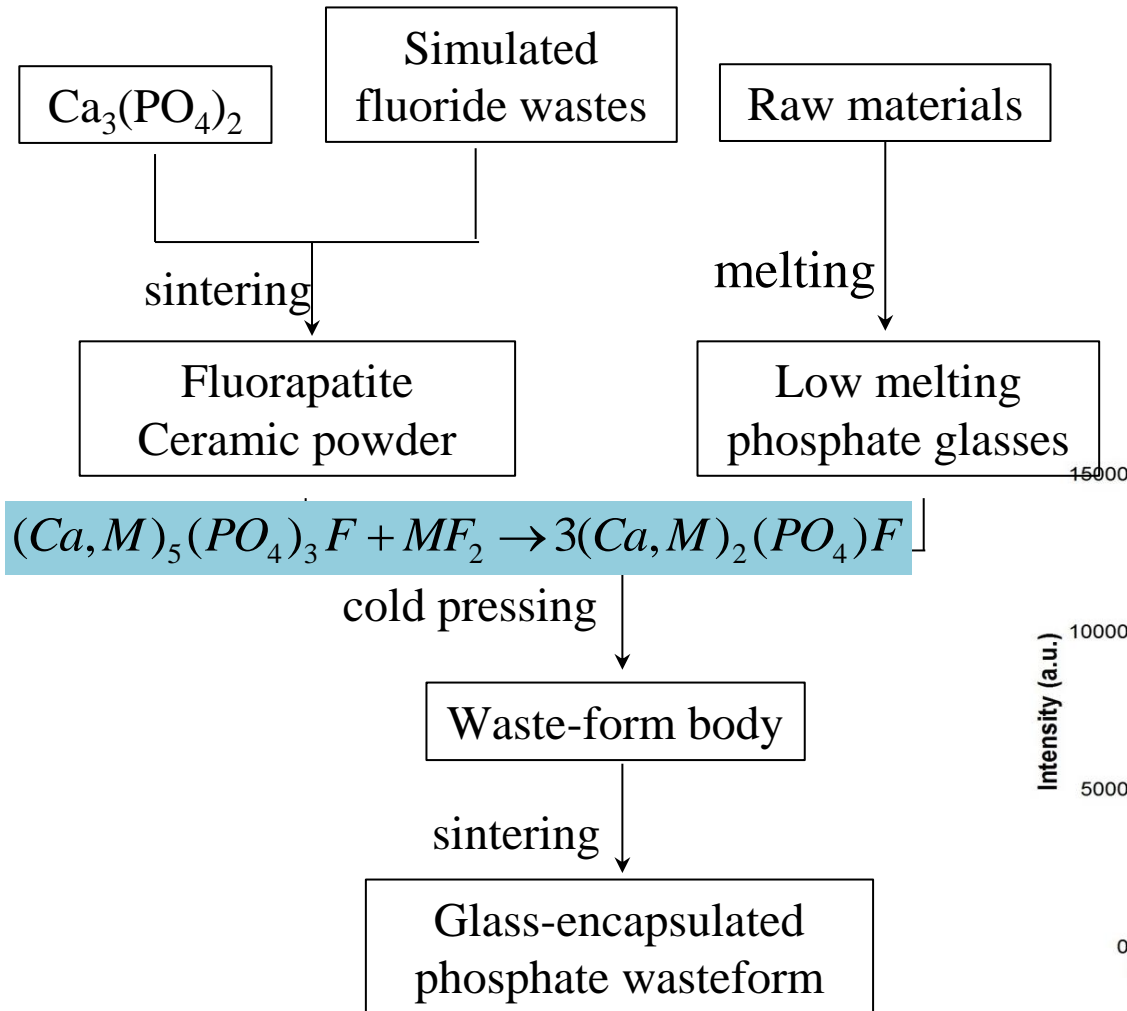 Ca₃(PO₄)₂
Simulated
fluoride wastes
Raw materials
sintering
melting
Fluorapatite
Ceramic powder
Low melting
phosphate glasses
(Ca,M)₅(PO₄)₃F + MF₂ → 3(Ca,M)₂(PO₄)F
cold pressing
Waste-form body
sintering
Glass-encapsulated
phosphate wasteform
15000
10000
5000
0
Intensity (a.u.)